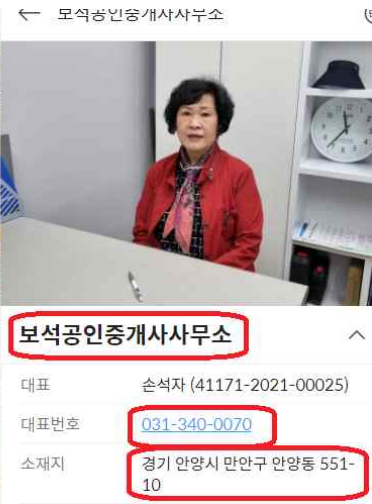 ← 보석공인중개사사무소
보석공인중개사사무소
대표 손석자 (41171-2021-00025)
대표번호 031-340-0070
소재지 경기 안양시 만안구 안양동 551-
10